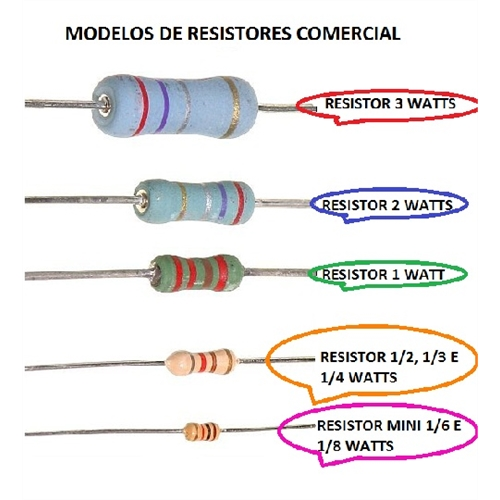 MODELOS DE RESISTORES COMERCIAL
RESISTOR 3 WATTS
RESISTOR 2 WATTS
RESISTOR 1 WATT
RESISTOR 1/2, 1/3 E
1/4 WATTS
RESISTOR MINI 1/6 E
1/8 WATTS